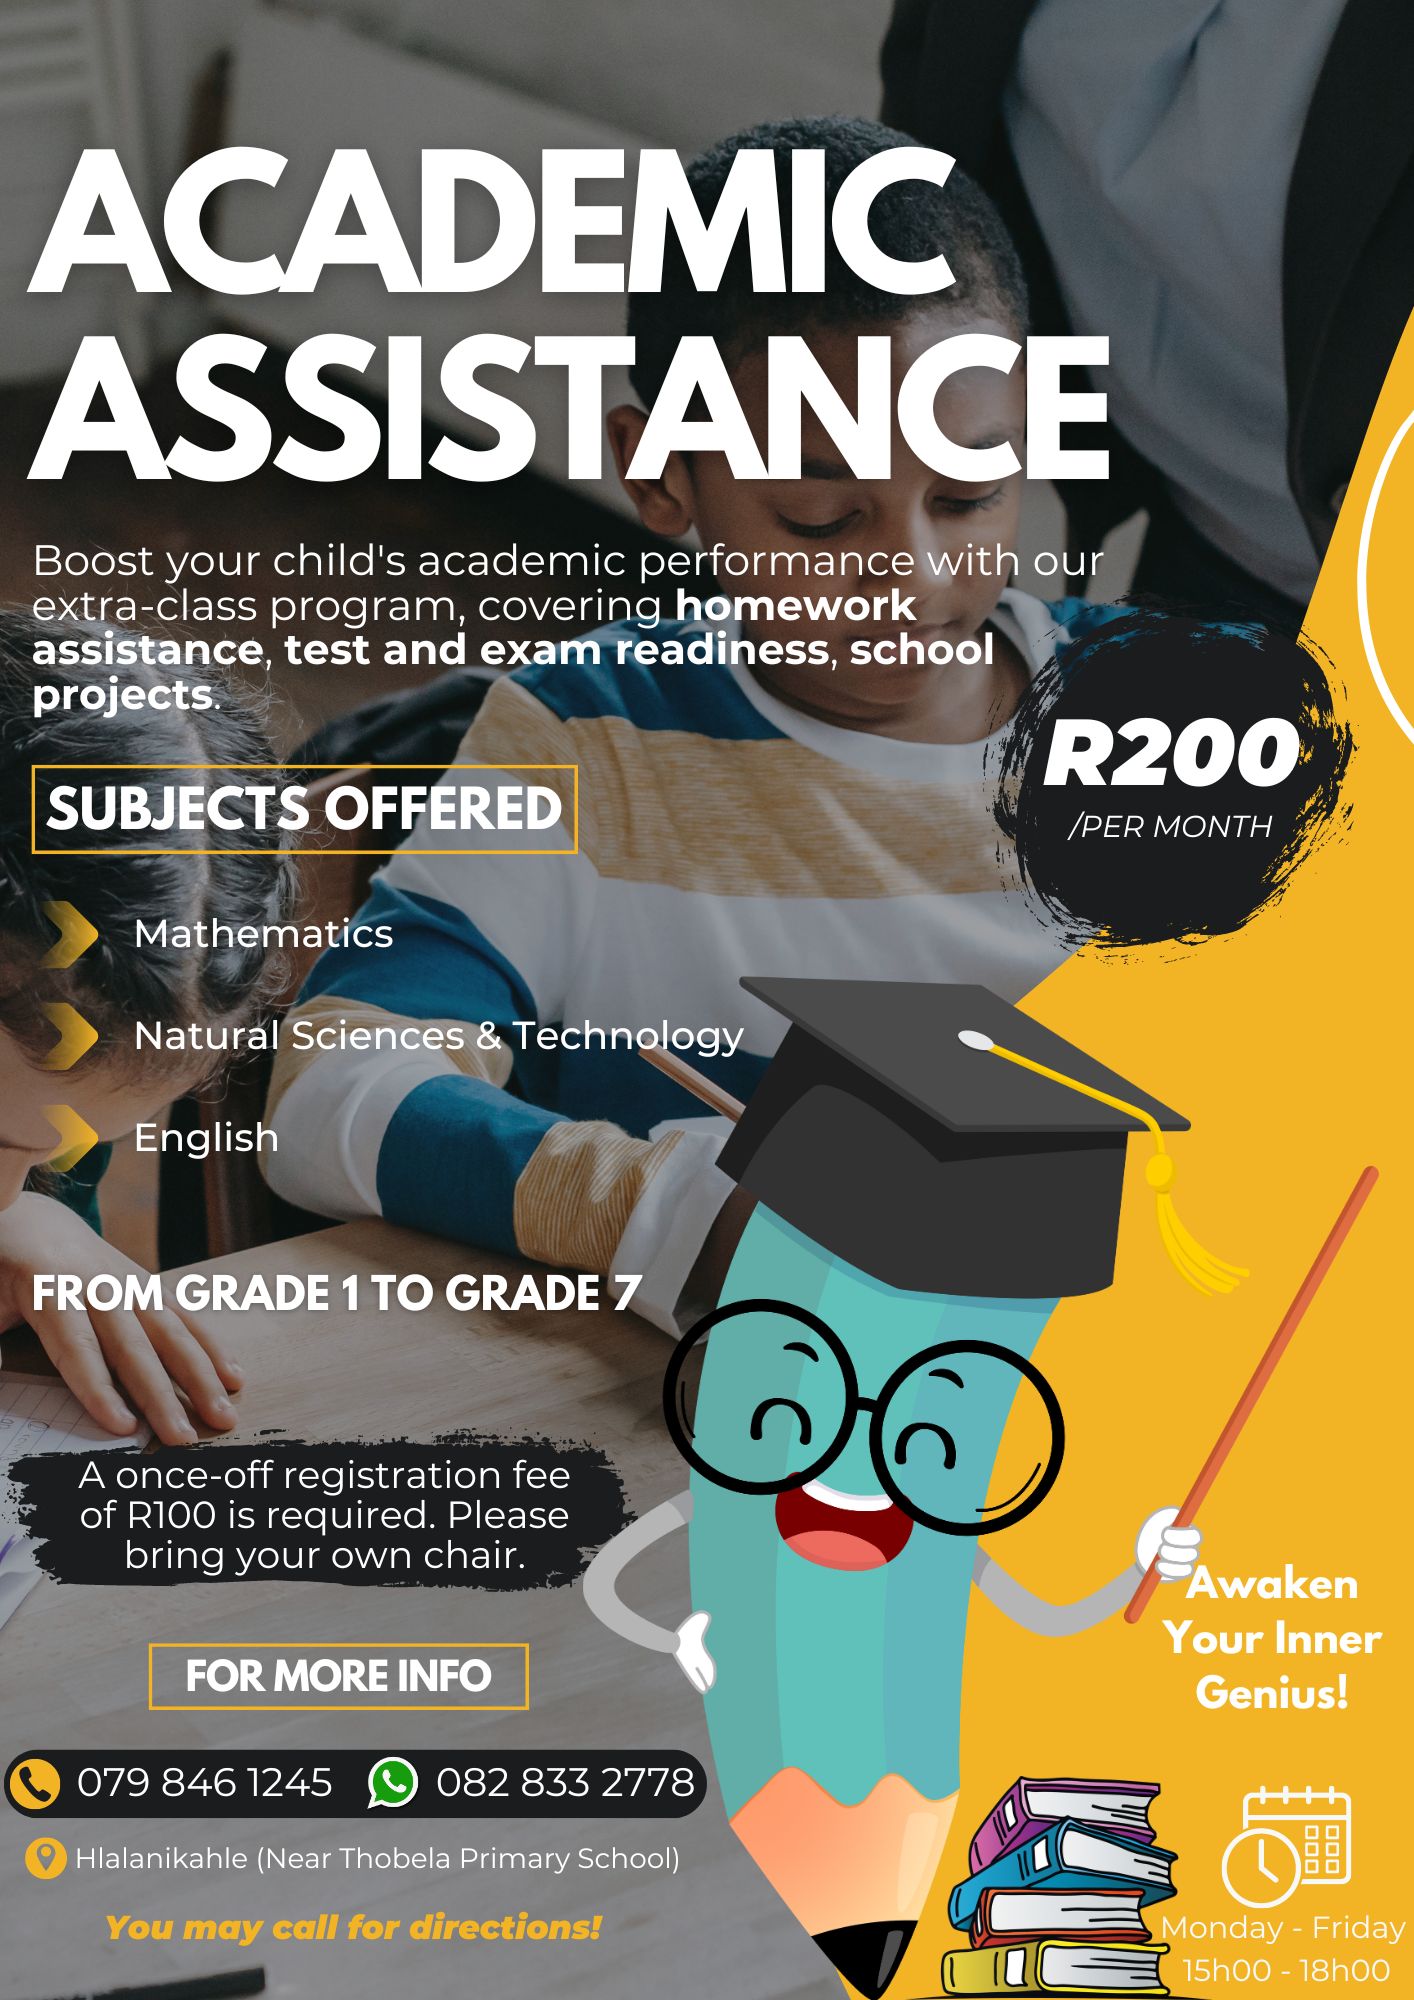 ACADEMIC
ASSISTANCE
Boost your child's academic performance with our
extra-class program, covering homework
assistance, test and exam readiness, school
projects.
R200
/PER MONTH
SUBJECTS OFFERED
Mathematics
Natural Sciences & Technology
English
FROM GRADE 1 TO GRADE 7
A once-off registration fee
of R100 is required. Please
bring your own chair.
Awaken
Your Inner
Genius!
FOR MORE INFO
079 846 1245 082 833 2778
Hlalanikahle (Near Thobela Primary School)
You may call for directions!
Monday - Friday
15h00 - 18h00